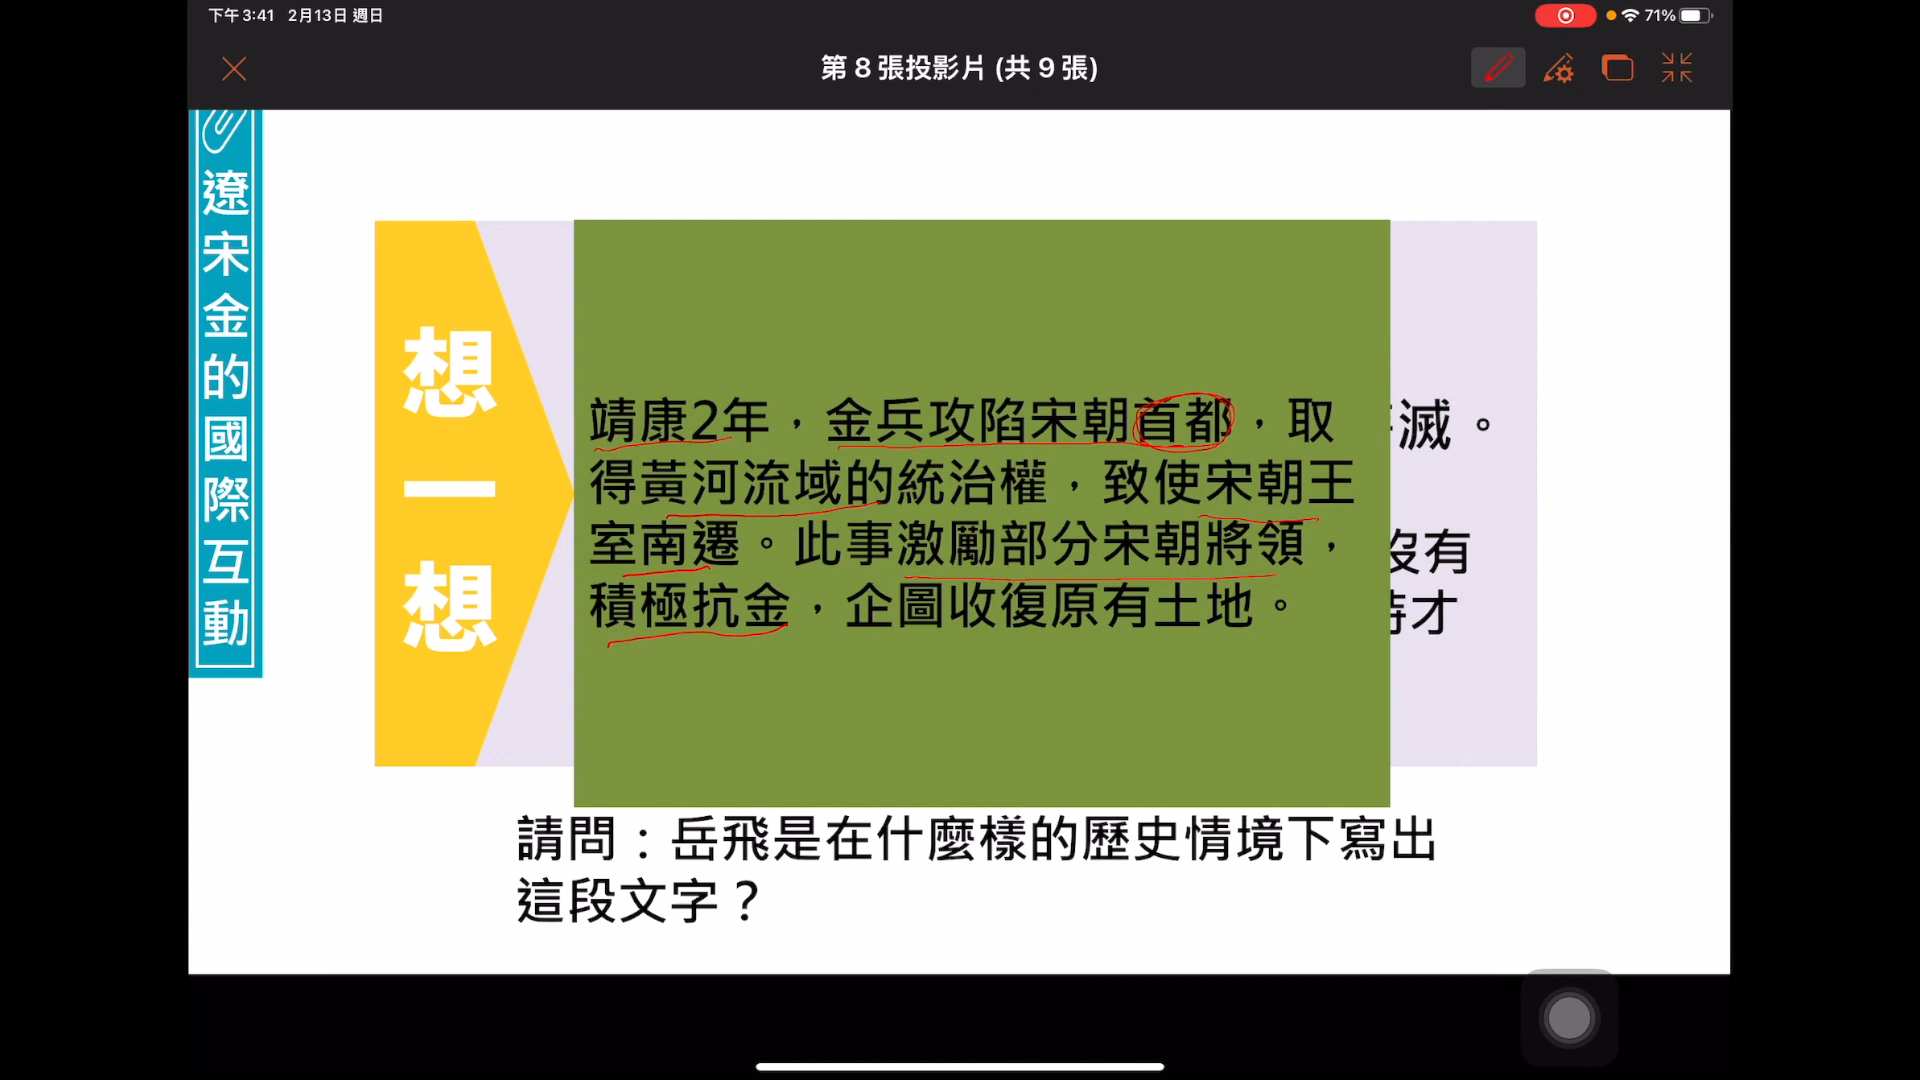 下午3:41 2月13日 週日
71%
第 8 張投影片 (共 9 張)
遼宋金的國際互動
想一想
靖康2年，金兵攻陷宋朝首都，取
得黃河流域的統治權，致使宋朝王
室南遷。此事激勵部分宋朝將領，
積極抗金，企圖收復原有土地。
滅。
沒有
才
請問：岳飛是在什麼樣的歷史情境下寫出
這段文字？